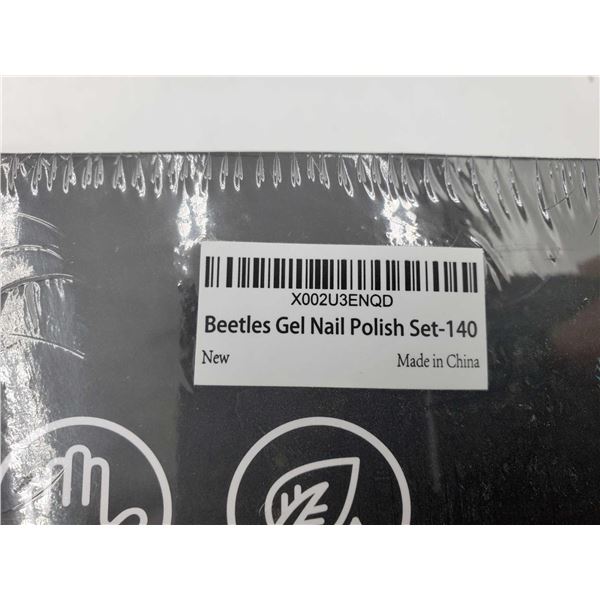 X002U3ENQD
Beetles Gel Nail Polish Set-140
New
Made in China